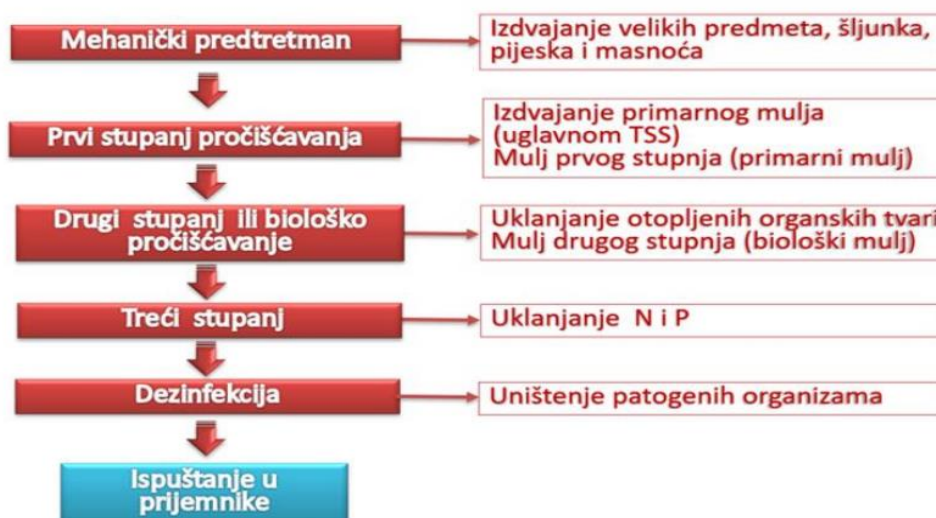 Mehanički predtretman
Izdvajanje velikih predmeta, šljunka,
pijeska i masnoća
Prvi stupanj pročišćavanja
Izdvajanje primarnog mulja
(uglavnom TSS)
Mulj prvog stupnja (primarni mulj)
Drugi stupanj ili biološko
pročišćavanje
Uklanjanje otopljenih organskih tvari
Mulj drugog stupnja (biološki mulj)
Treći stupanj
Uklanjanje N i P
Dezinfekcija
Uništenje patogenih organizama
Ispuštanje u
prijemnike